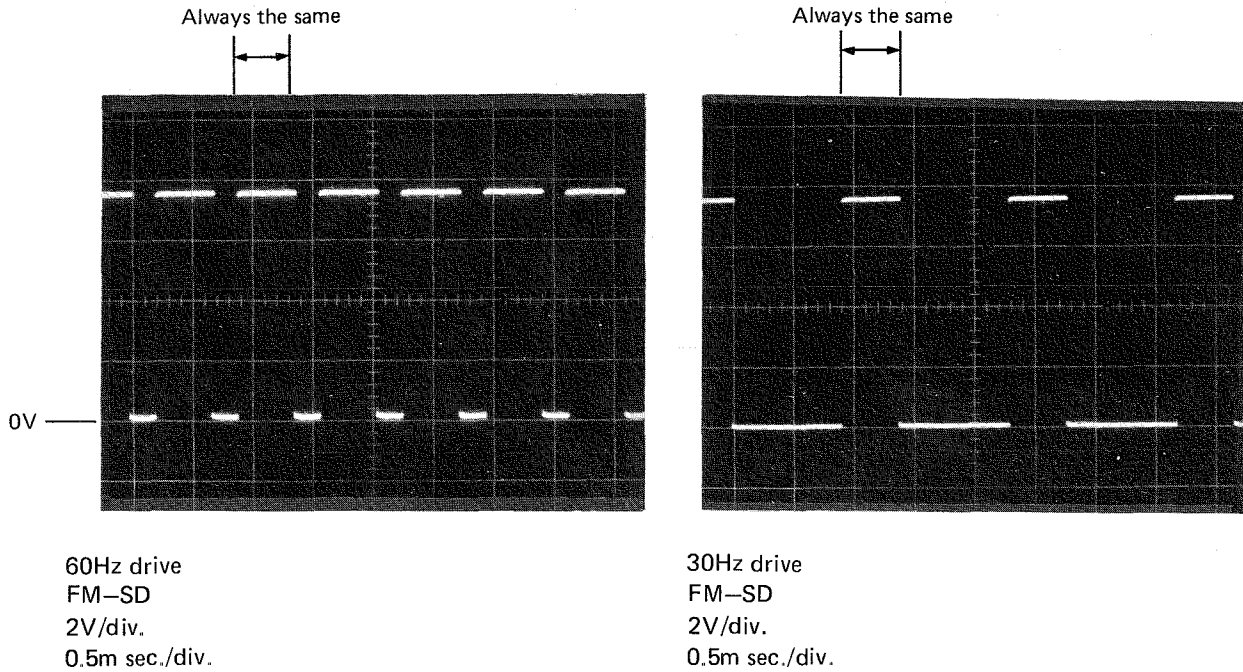 Always the same
Always the same
0V
60Hz drive
FM–SD
2V/div.
0.5m sec./div.
30Hz drive
FM–SD
2V/div.
0.5m sec./div.